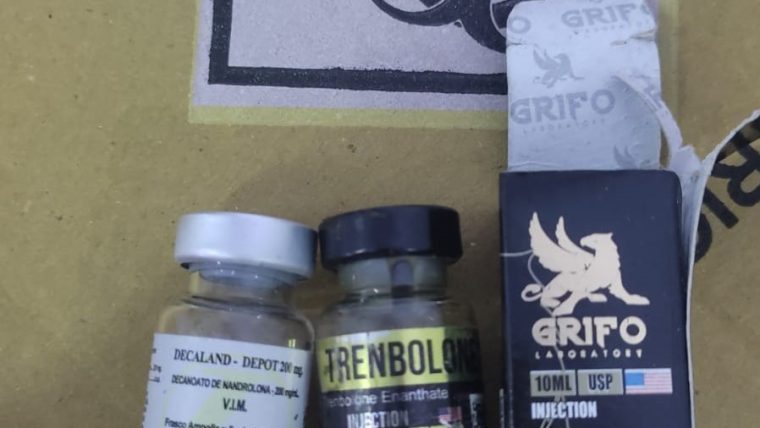 GRIFO
GRIFO
LABORATORY
DECALAND - DEPOT 200 mg.
DECANOATO DE NANDROLONA - 200 mg/mL
V.I.M.
TRENBOLONE
Trenbolone Enanthate
INJECTION
GRIFO
LABORATORY
10ML
USP
INJECTION